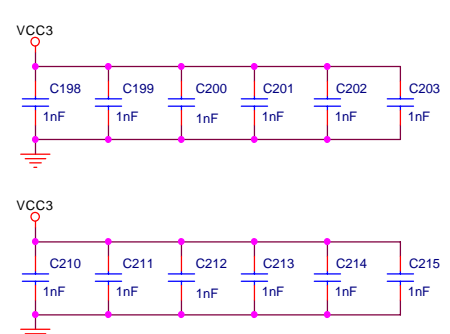 VCC3
C198 C199 C200 C201 C202 C203
1nF 1nF 1nF 1nF 1nF 1nF
VCC3
C210 C211 C212 C213 C214 C215
1nF 1nF 1nF 1nF 1nF 1nF